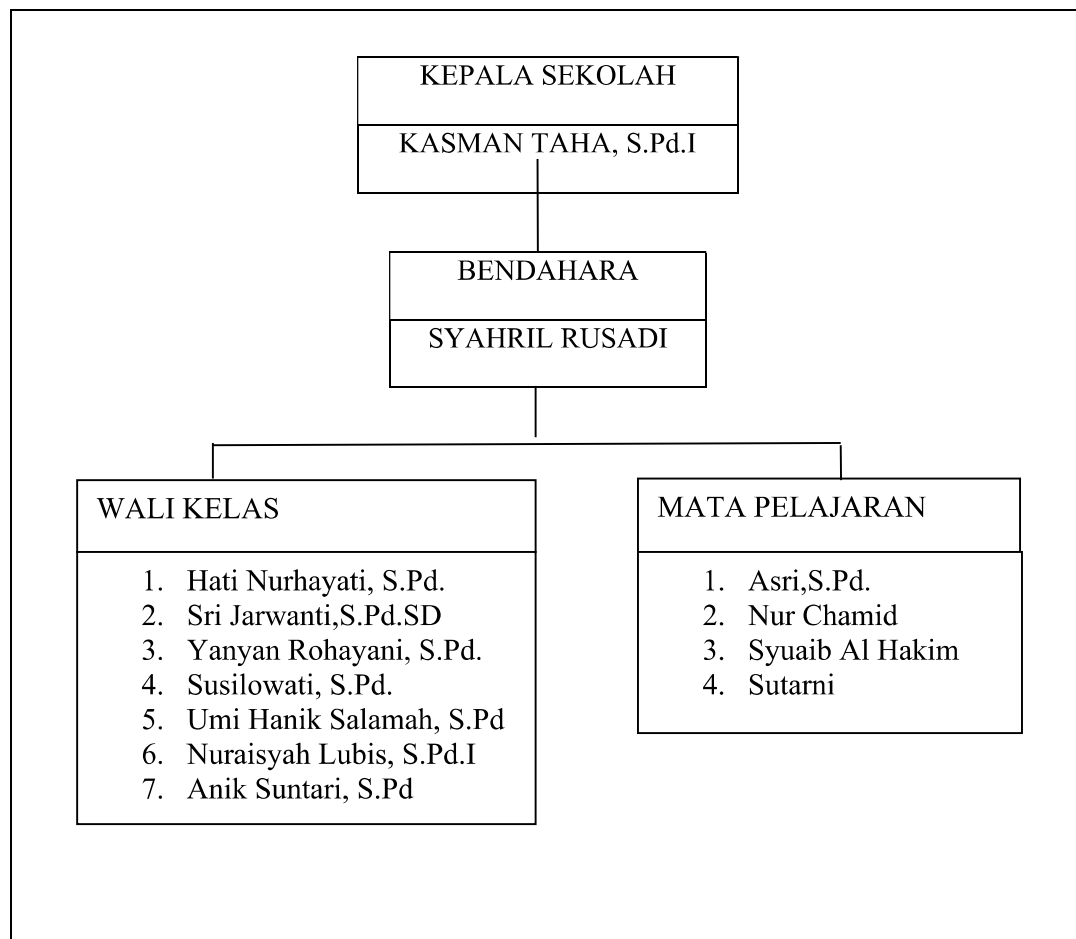 KEPALA SEKOLAH
KASMAN TAHA, S.Pd.I
BENDAHARA
SYAHRIL RUSADI
WALI KELAS
1. Hati Nurhayati, S.Pd.
2. Sri Jarwanti,S.Pd.SD
3. Yanyan Rohayani, S.Pd.
4. Susilowati, S.Pd.
5. Umi Hanik Salamah, S.Pd
6. Nuraisyah Lubis, S.Pd.I
7. Anik Suntari, S.Pd
MATA PELAJARAN
1. Asri,S.Pd.
2. Nur Chamid
3. Syuaib Al Hakim
4. Sutarni